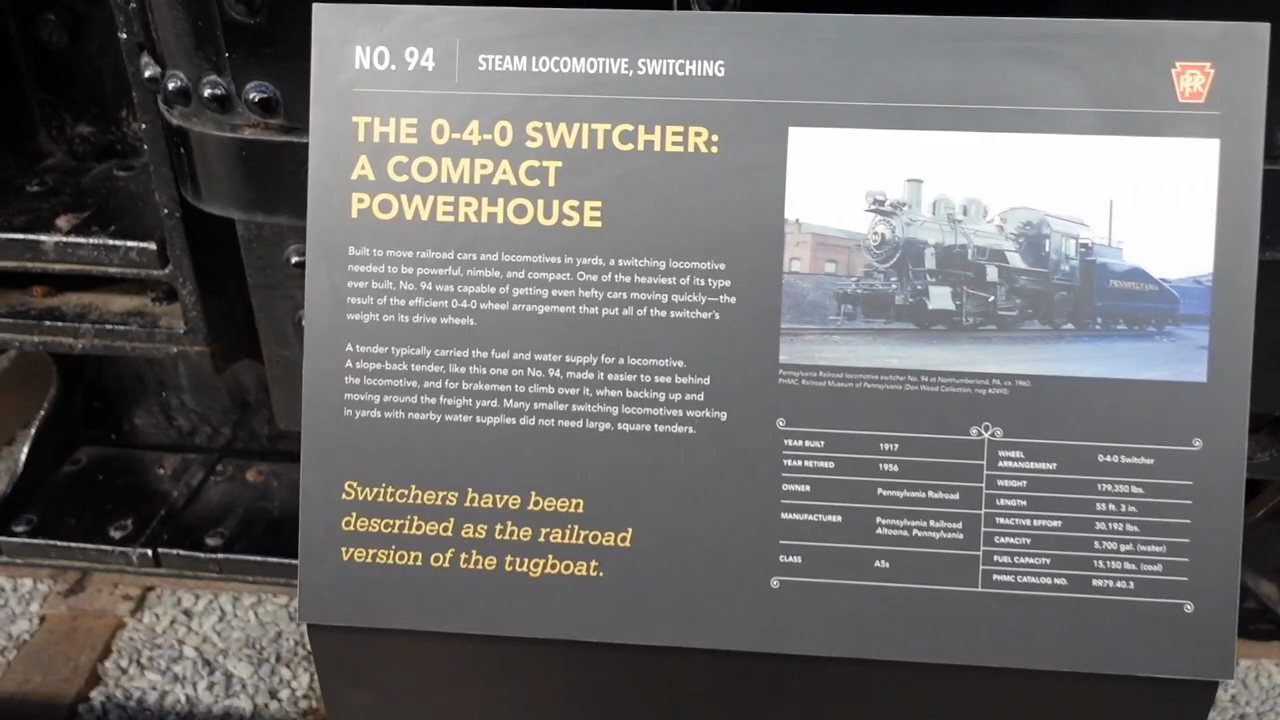 NO. 94
STEAM LOCOMOTIVE, SWITCHING
PRR
THE 0-4-0 SWITCHER:
A COMPACT
POWERHOUSE
Built to move railroad cars and locomotives in yards, a switching locomotive
needed to be powerful, nimble, and compact. One of the heaviest of its type
ever built, No. 94 was capable of getting even hefty cars moving quickly—the
result of the efficient 0-4-0 wheel arrangement that put all of the switcher's
weight on its drive wheels.
A tender typically carried the fuel and water supply for a locomotive.
A slope-back tender, like this one on No. 94, made it easier to see behind
the locomotive, and for brakemen to climb over it, when backing up and
moving around the freight yard. Many smaller switching locomotives working
in yards with nearby water supplies did not need large, square tenders.
Switchers have been
described as the railroad
version of the tugboat.
PENNSYLVANIA
Pennsylvania Railroad locomotive switcher No. 94 at Northumberland, PA, ca. 1960.
PHMC, Railroad Museum of Pennsylvania (Don Wood Collection, neg #2495)
YEAR BUILT 1917
YEAR RETIRED 1956
OWNER Pennsylvania Railroad
MANUFACTURER Pennsylvania Railroad
Altoona, Pennsylvania
CLASS A5s
WHEEL
ARRANGEMENT 0-4-0 Switcher
WEIGHT 179,350 lbs.
LENGTH 55 ft. 3 in.
TRACTIVE EFFORT 30,192 lbs.
CAPACITY 5,700 gal. (water)
FUEL CAPACITY 15,150 lbs. (coal)
PHMC CATALOG NO. RR79.40.3